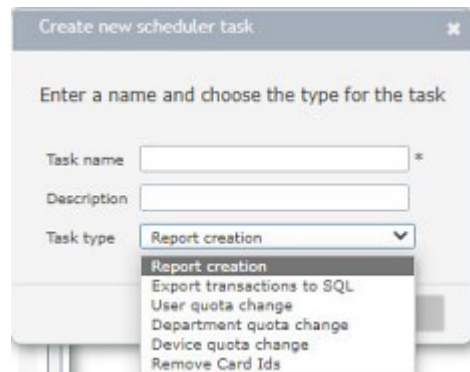 Create new scheduler task
Enter a name and choose the type for the task
Task name *
Description
Task type Report creation
Report creation
Export transactions to SQL
User quota change
Department quota change
Device quota change
Remove Card Ids